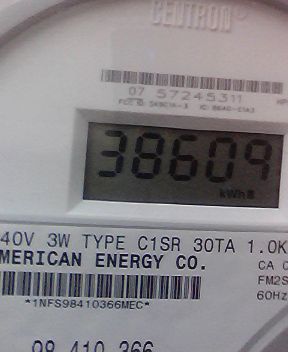 CENTRON®
07 57245311
38609
kWh
40V 3W TYPE C1SR 30TA 1.0K
MERICAN ENERGY CO.
CA 0
FM2S
60Hz
*1NFS98410366MEC*
98 410 366